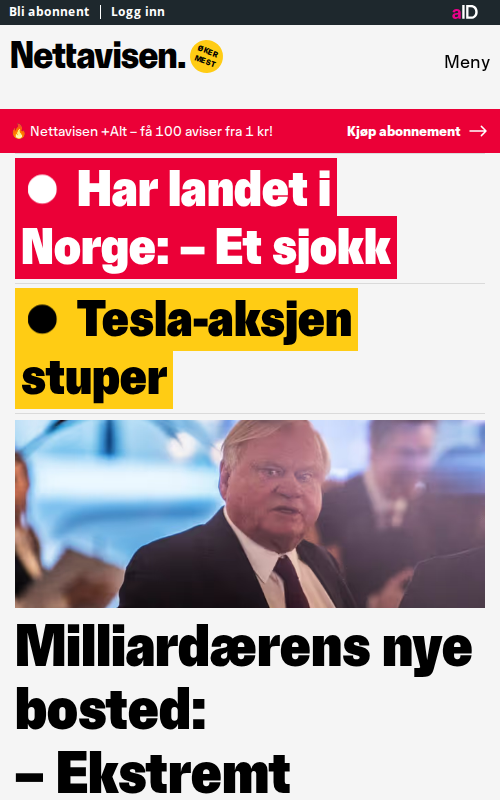 Bli abonnent | Logg inn
aID
Nettavisen.
ØKER
MEST
Meny
🔥 Nettavisen +Alt – få 100 aviser fra 1 kr!
Kjøp abonnement →
● Har landet i
Norge: – Et sjokk
● Tesla-aksjen
stuper
Milliardærens nye
bosted:
– Ekstremt